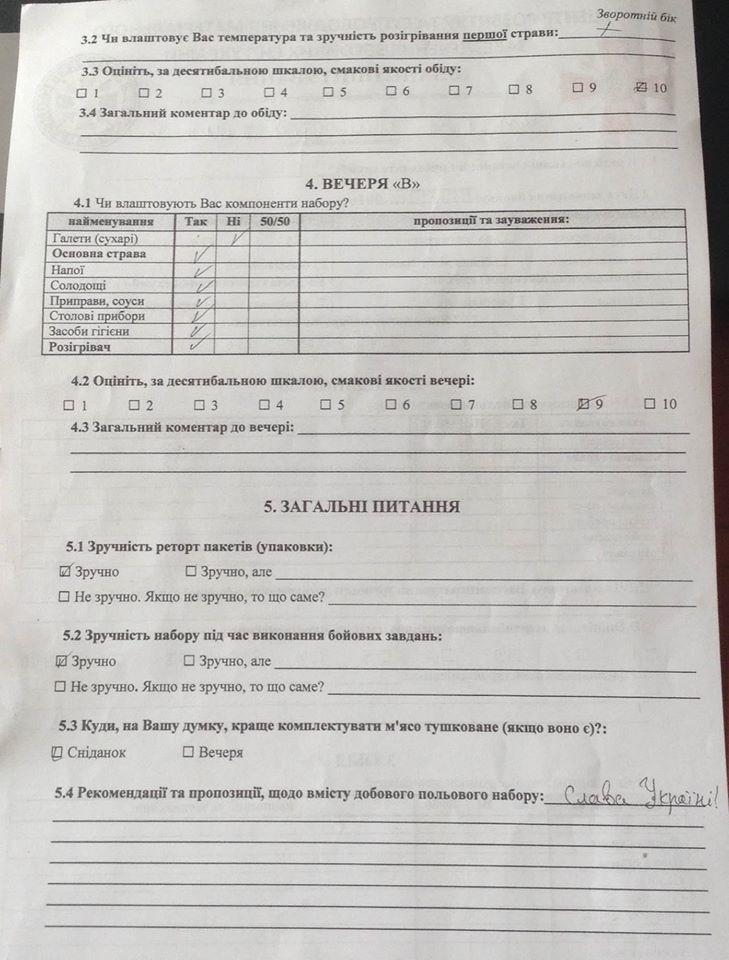 Зворотній бік
3.2 Чи влаштовує Вас температура та зручність розігрівання першої страви: +
3.3 Оцініть, за десятибальною шкалою, смакові якості обіду:
☐ 1 ☐ 2 ☐ 3 ☐ 4 ☐ 5 ☐ 6 ☐ 7 ☐ 8 ☐ 9 ☑ 10
3.4 Загальний коментар до обіду:
4. ВЕЧЕРЯ «В»
4.1 Чи влаштовують Вас компоненти набору?
найменування Так Ні 50/50 пропозиції та зауваження:
Галети (сухарі) ✓
Основна страва ✓
Напої ✓
Солодощі ✓
Приправи, соуси ✓
Столові прибори ✓
Засоби гігієни ✓
Розігрівач ✓
4.2 Оцініть, за десятибальною шкалою, смакові якості вечері:
☐ 1 ☐ 2 ☐ 3 ☐ 4 ☐ 5 ☐ 6 ☐ 7 ☐ 8 ☑ 9 ☐ 10
4.3 Загальний коментар до вечері:
5. ЗАГАЛЬНІ ПИТАННЯ
5.1 Зручність реторт пакетів (упаковки):
☑ Зручно ☐ Зручно, але
☐ Не зручно. Якщо не зручно, то що саме?
5.2 Зручність набору під час виконання бойових завдань:
☑ Зручно ☐ Зручно, але
☐ Не зручно. Якщо не зручно, то що саме?
5.3 Куди, на Вашу думку, краще комплектувати м'ясо тушковане (якщо воно є)?:
☑ Сніданок ☐ Вечеря
5.4 Рекомендації та пропозиції, щодо вмісту добового польового набору: Слава Україні!